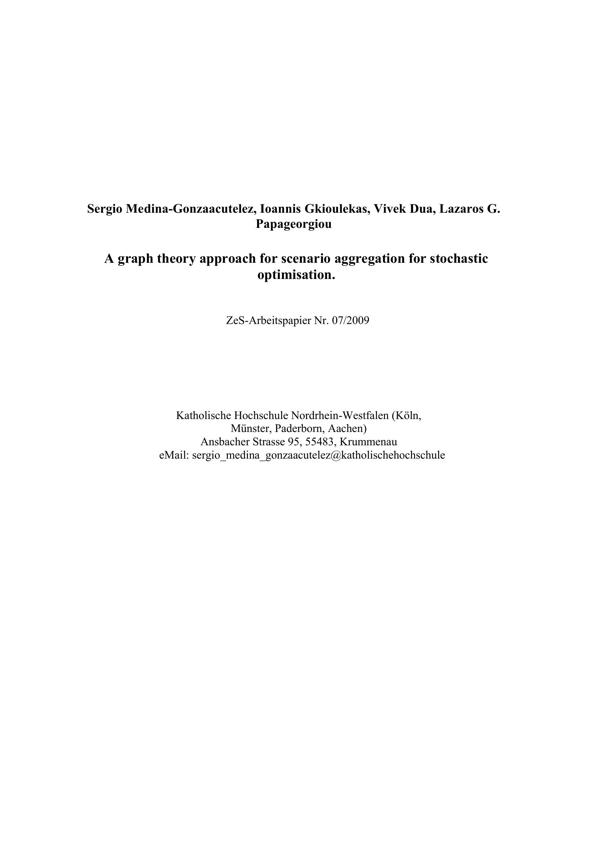 Sergio Medina-Gonzaacutelez, Ioannis Gkioulekas, Vivek Dua, Lazaros G.
Papageorgiou
A graph theory approach for scenario aggregation for stochastic
optimisation.
ZeS-Arbeitspapier Nr. 07/2009
Katholische Hochschule Nordrhein-Westfalen (Köln,
Münster, Paderborn, Aachen)
Ansbacher Strasse 95, 55483, Krummenau
eMail: sergio_medina_gonzaacutelez@katholischehochschule